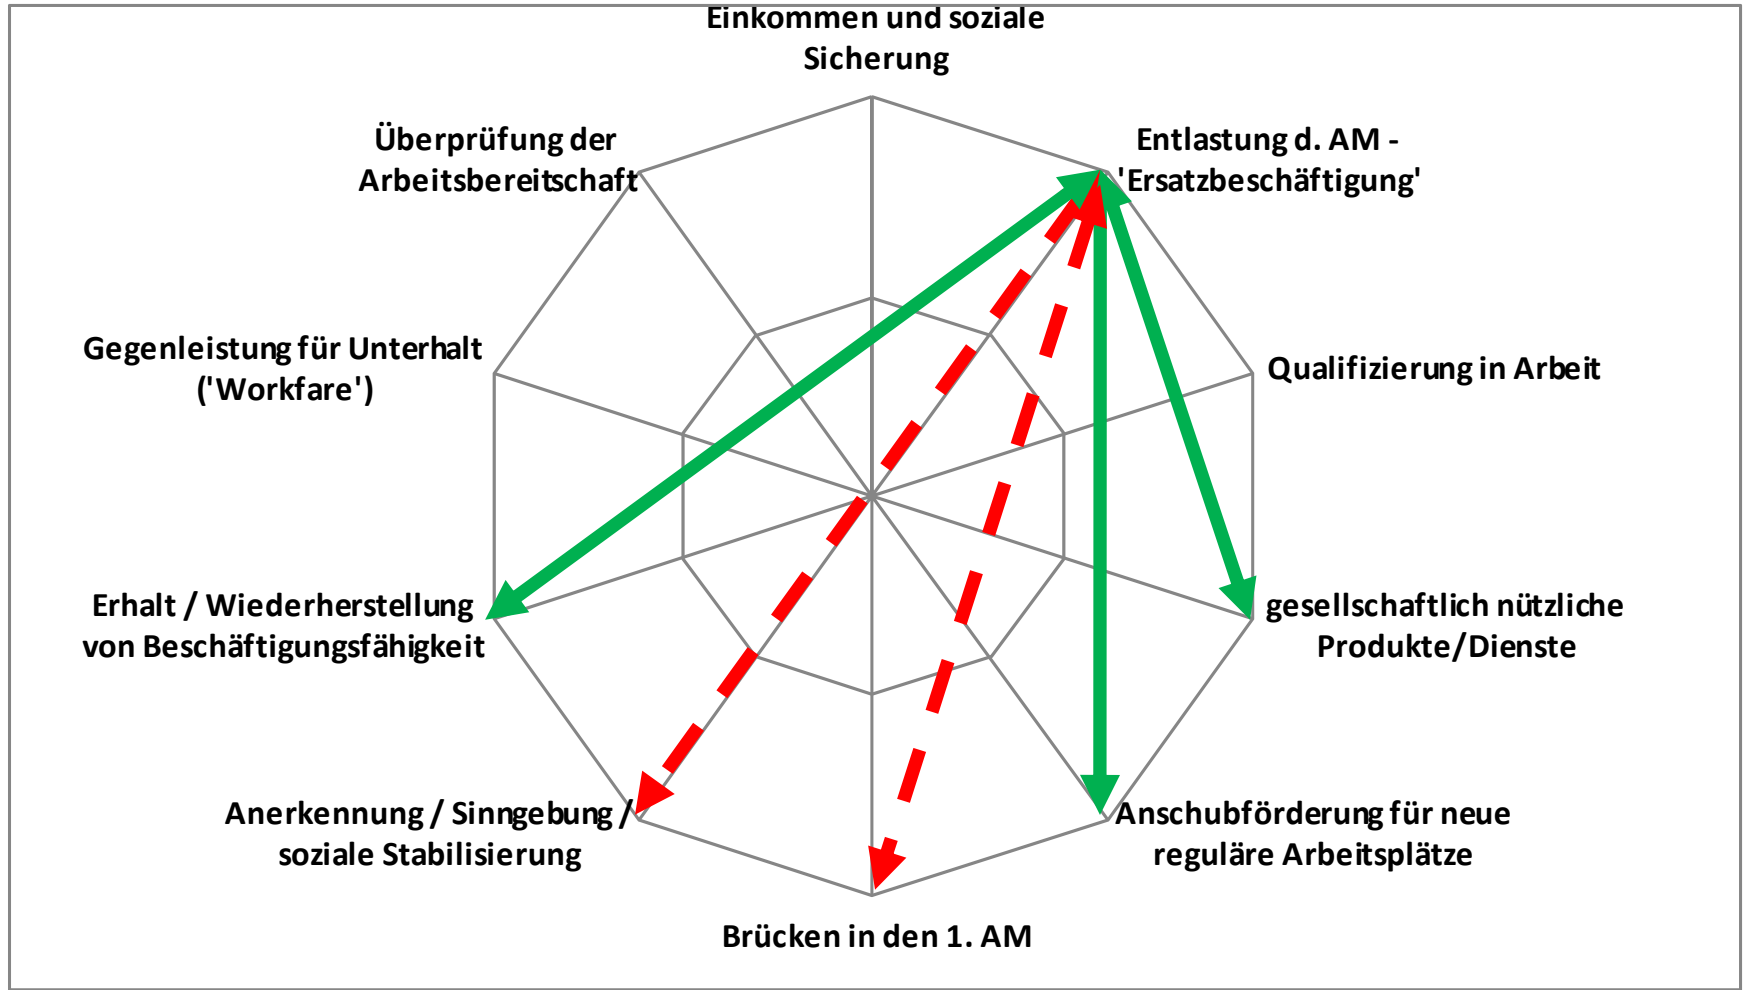 Einkommen und soziale
Sicherung
Entlastung d. AM -
'Ersatzbeschäftigung'
Qualifizierung in Arbeit
gesellschaftlich nützliche
Produkte/Dienste
Anschubförderung für neue
reguläre Arbeitsplätze
Brücken in den 1. AM
Anerkennung / Sinngebung /
soziale Stabilisierung
Erhalt / Wiederherstellung
von Beschäftigungsfähigkeit
Gegenleistung für Unterhalt
('Workfare')
Überprüfung der
Arbeitsbereitschaft